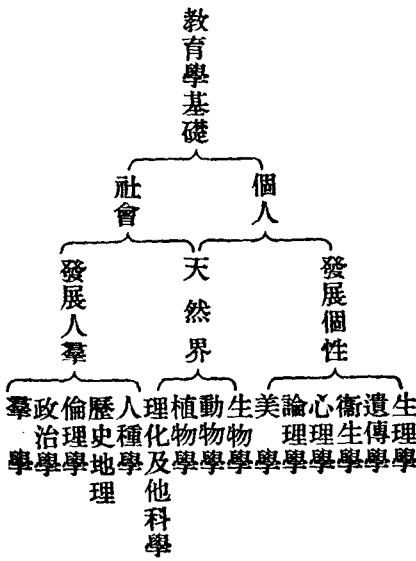 教育學基礎
個人
社會
發展個性
天然界
發展人羣
生理學
遺傳學
衞生學
心理學
論理學
美學
生物學
動物學
植物學
理化及他科學
人種學
歷史地理
倫理學
政治學
羣學